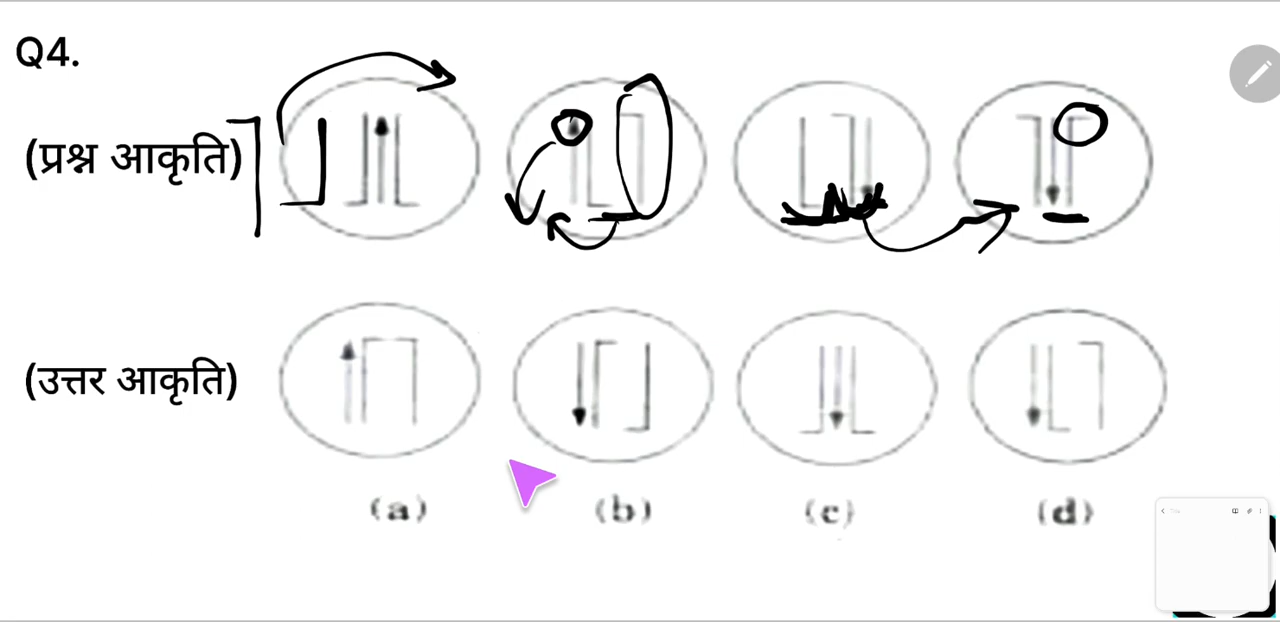 Q4.
(प्रश्न आकृति)
(उत्तर आकृति)
(a) (b) (c) (d)